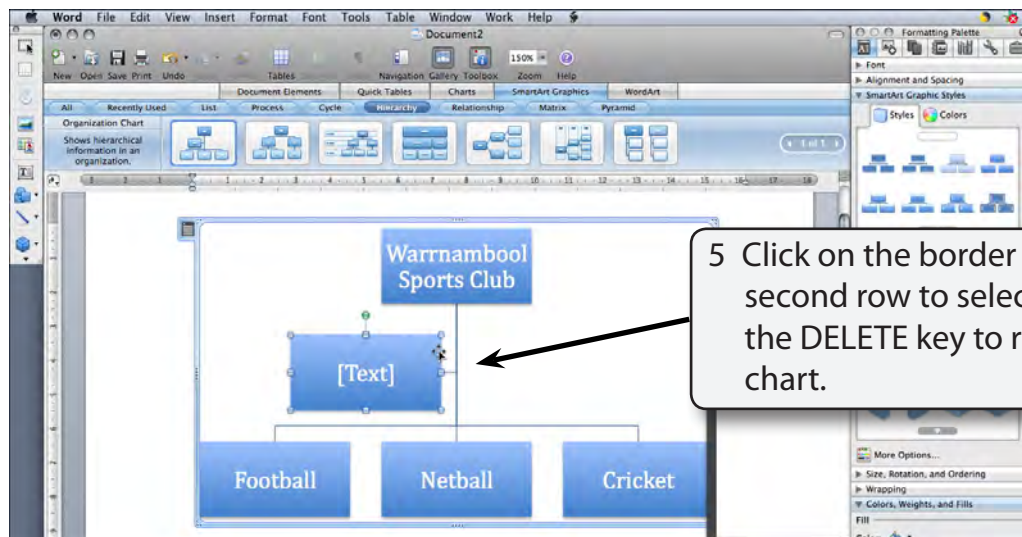 Word File Edit View Insert Format Font Tools Table Window Work Help
Document2
Formatting Palette
150%
New Open Save Print Undo Tables Navigation Gallery Toolbox Zoom Help
Document Elements Quick Tables Charts SmartArt Graphics WordArt
All Recently Used List Process Cycle Hierarchy Relationship Matrix Pyramid
Organization Chart
Shows hierarchical
information in an
organization.
1 of 1
Font
Alignment and Spacing
SmartArt Graphic Styles
Styles Colors
Warrnambool
Sports Club
[Text]
Football Netball Cricket
5 Click on the border
second row to selec
the DELETE key to r
chart.
More Options...
Size, Rotation, and Ordering
Wrapping
Colors, Weights, and Fills
Fill